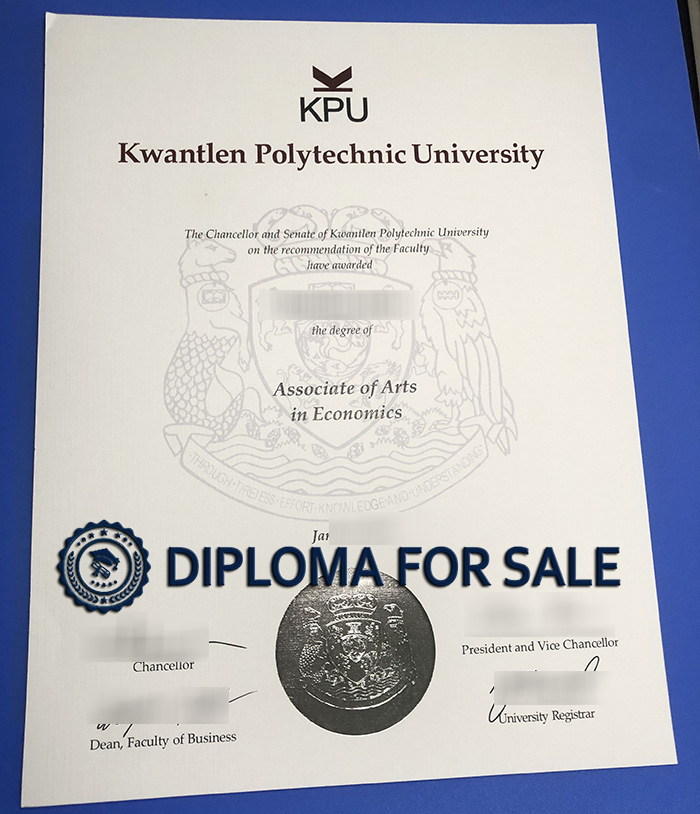 KPU
Kwantlen Polytechnic University
The Chancellor and Senate of Kwantlen Polytechnic University
on the recommendation of the Faculty
have awarded
the degree of
Associate of Arts
in Economics
THROUGH·TIRELESS·EFFORT·KNOWLEDGE·AND·UNDERSTANDING
DIPLOMA FOR SALE
Chancellor
President and Vice Chancellor
University Registrar
Dean, Faculty of Business